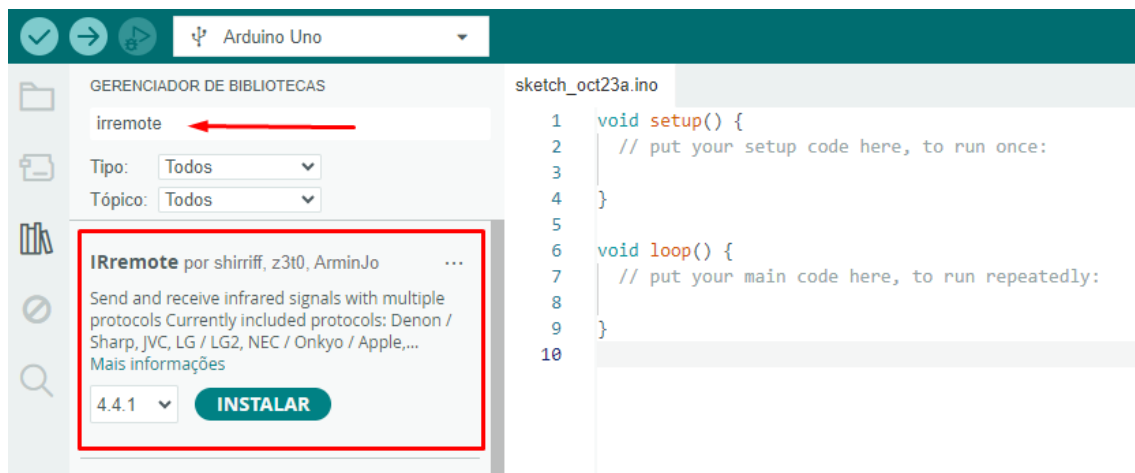 Arduino Uno
GERENCIADOR DE BIBLIOTECAS
irremote
Tipo: Todos
Tópico: Todos
IRremote por shirriff, z3t0, ArminJo ...
Send and receive infrared signals with multiple
protocols Currently included protocols: Denon /
Sharp, JVC, LG / LG2, NEC / Onkyo / Apple,...
Mais informações
4.4.1 INSTALAR
sketch_oct23a.ino
1 void setup() {
2 // put your setup code here, to run once:
3
4 }
5
6 void loop() {
7 // put your main code here, to run repeatedly:
8
9 }
10